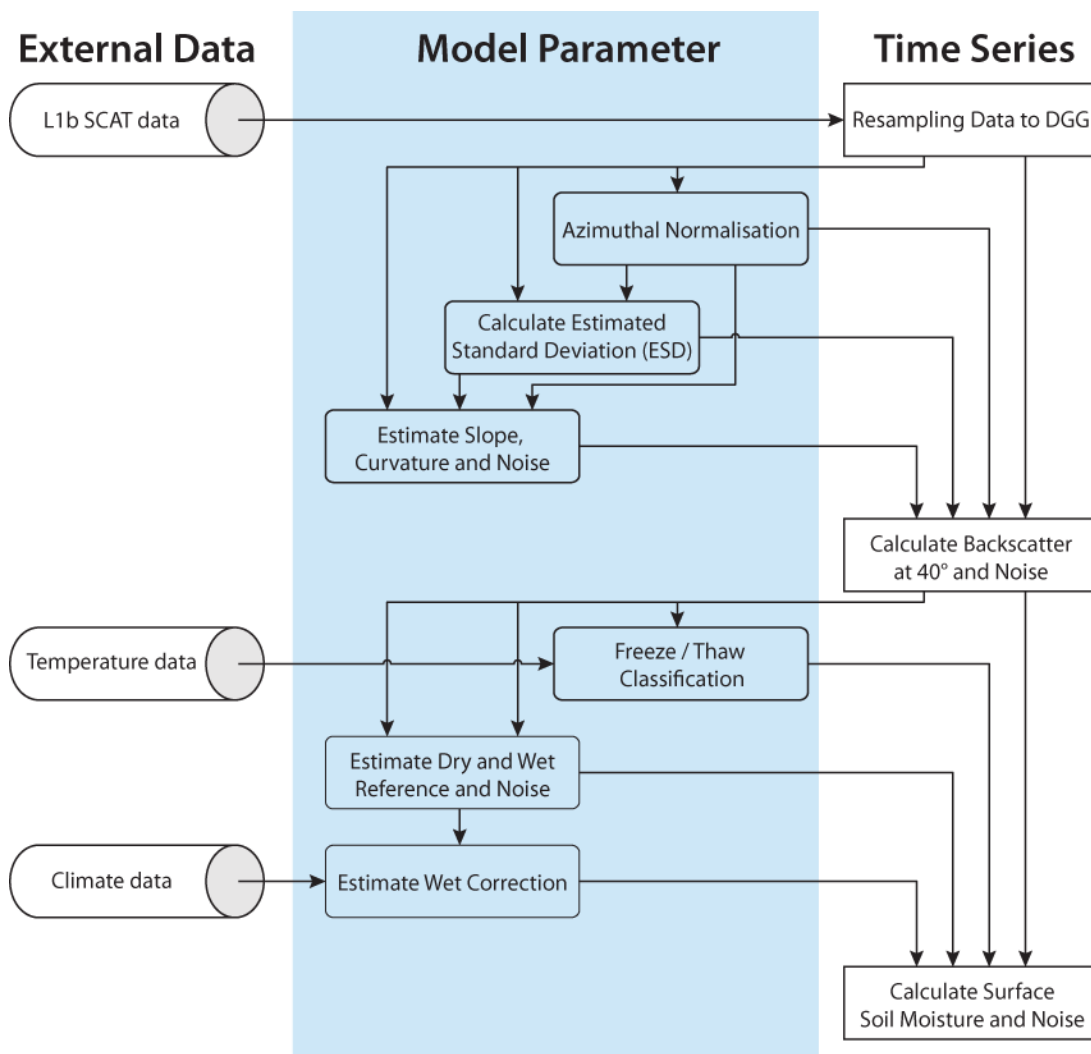 External Data
Model Parameter
Time Series
L1b SCAT data
Resampling Data to DGG
Azimuthal Normalisation
Calculate Estimated
Standard Deviation (ESD)
Estimate Slope,
Curvature and Noise
Calculate Backscatter
at 40° and Noise
Temperature data
Freeze / Thaw
Classification
Estimate Dry and Wet
Reference and Noise
Climate data
Estimate Wet Correction
Calculate Surface
Soil Moisture and Noise